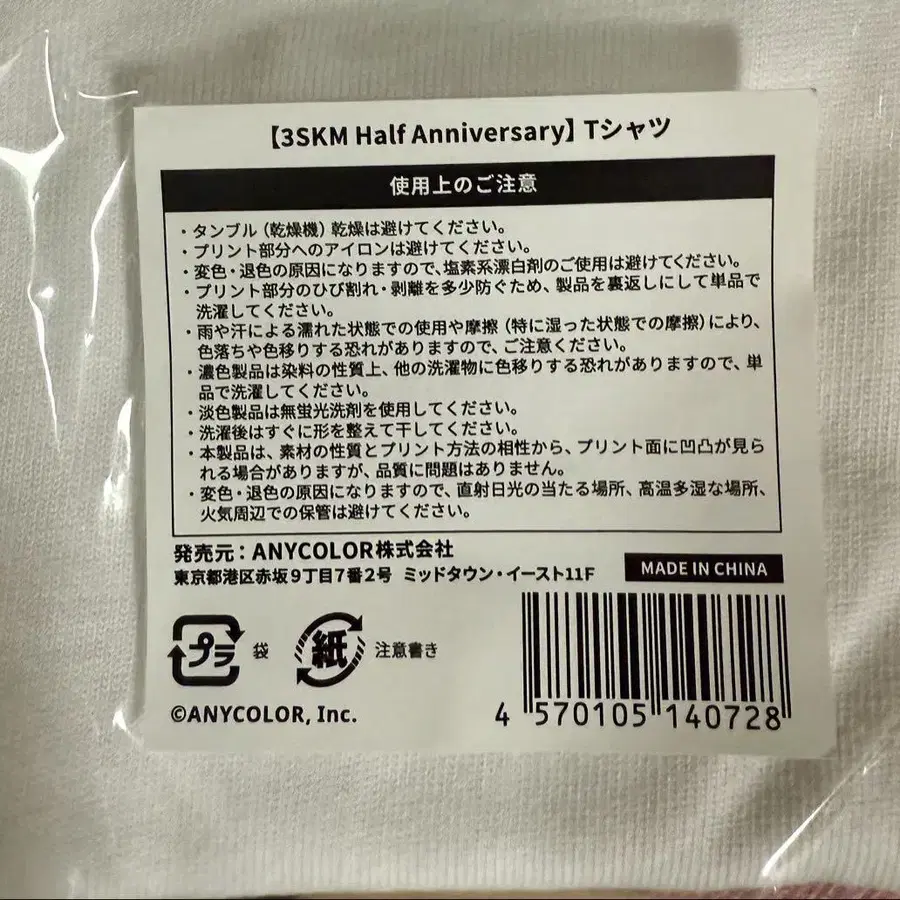 【3SKM Half Anniversary】Tシャツ
使用上のご注意
・タンブル（乾燥機）乾燥は避けてください。
・プリント部分へのアイロンは避けてください。
・変色・退色の原因になりますので、塩素系漂白剤のご使用は避けてください。
・プリント部分のひび割れ・剥離を多少防ぐため、製品を裏返しにして単品で
洗濯してください。
・雨や汗による濡れた状態での使用や摩擦（特に湿った状態での摩擦）により、
色落ちや色移りする恐れがありますので、ご注意ください。
・濃色製品は染料の性質上、他の洗濯物に色移りする恐れがありますので、単
品で洗濯してください。
・淡色製品は無蛍光洗剤を使用してください。
・洗濯後はすぐに形を整えて干してください。
・本製品は、素材の性質とプリント方法の相性から、プリント面に凹凸が見ら
れる場合がありますが、品質に問題はありません。
・変色・退色の原因になりますので、直射日光の当たる場所、高温多湿な場所、
火気周辺での保管は避けてください。
発売元：ANYCOLOR株式会社
東京都港区赤坂9丁目7番2号 ミッドタウン・イースト11F
MADE IN CHINA
プラ 袋 紙 注意書き
©ANYCOLOR, Inc.
4 570105 140728